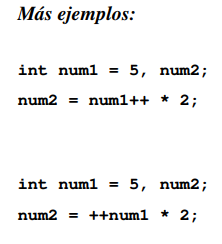 Más ejemplos:
int num1 = 5, num2;
num2 = num1++ * 2;
int num1 = 5, num2;
num2 = ++num1 * 2;